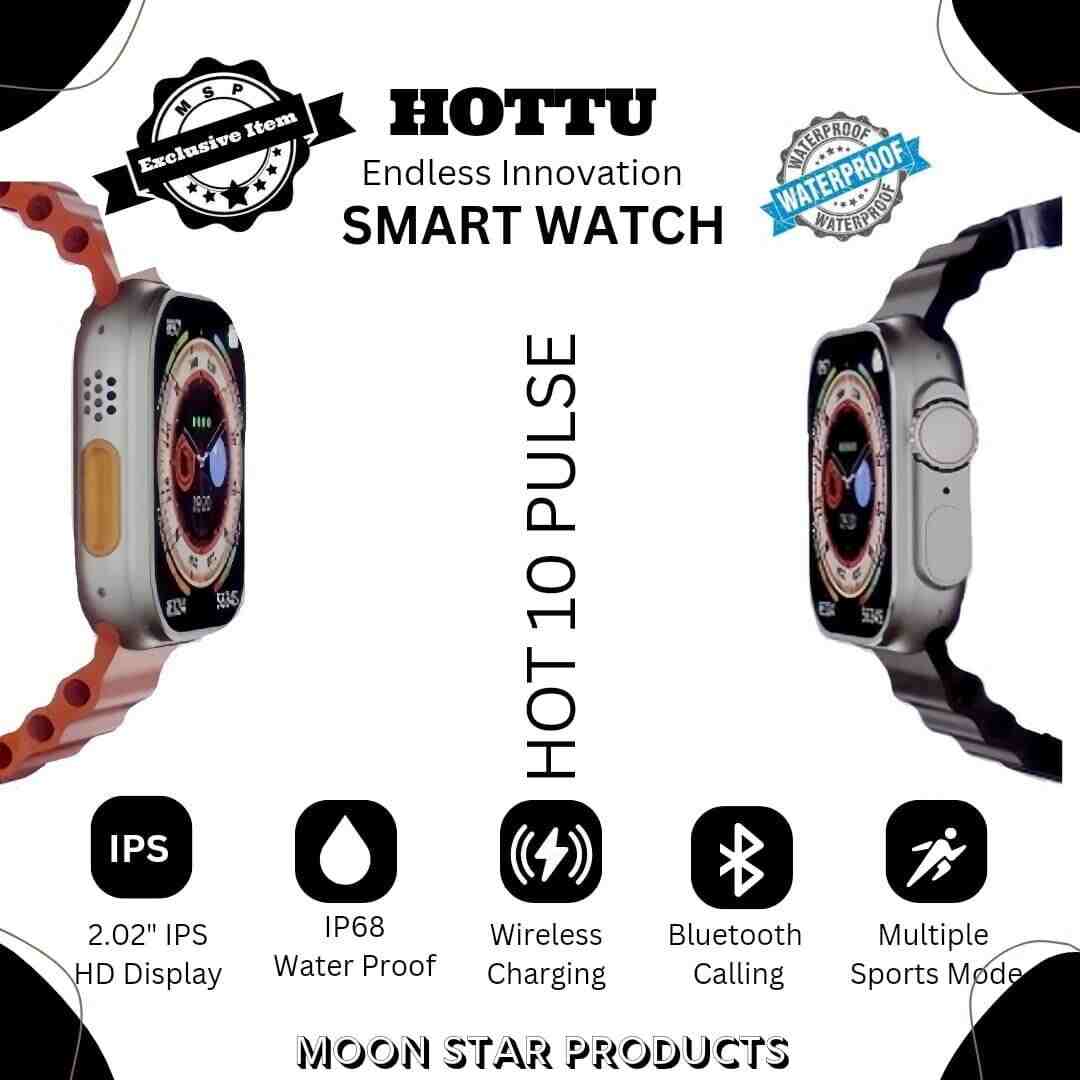 MSP
Exclusive Item
HOTTU
Endless Innovation
SMART WATCH
WATERPROOF
WATERPROOF
WATERPROOF
HOT 10 PULSE
IPS
2.02" IPS
HD Display
IP68
Water Proof
Wireless
Charging
Bluetooth
Calling
Multiple
Sports Mode
MOON STAR PRODUCTS